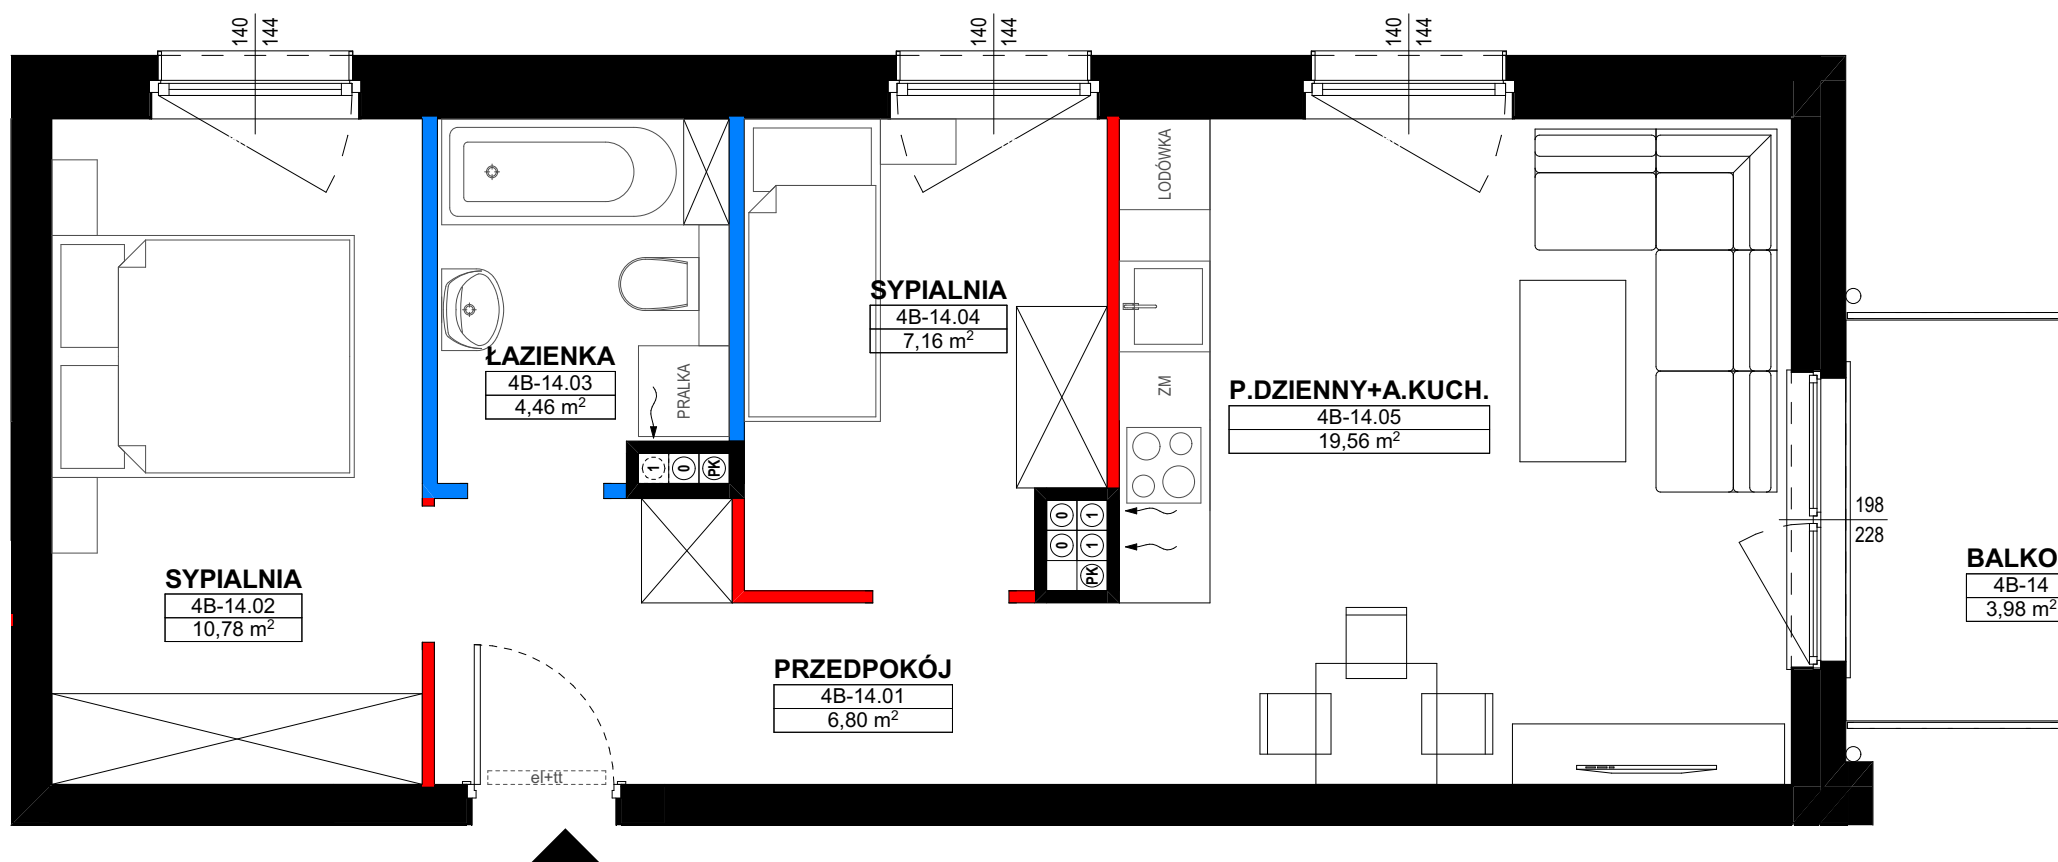 140
144
140
144
140
144
LODÓWKA
SYPIALNIA
4B-14.04
7,16 m²
ŁAZIENKA
4B-14.03
4,46 m²
PRALKA
ZM
P.DZIENNY+A.KUCH.
4B-14.05
19,56 m²
1
0
PK
0
1
0
1
PK
198
228
SYPIALNIA
4B-14.02
10,78 m²
BALKO
4B-14
3,98 m²
PRZEDPOKÓJ
4B-14.01
6,80 m²
el+tt